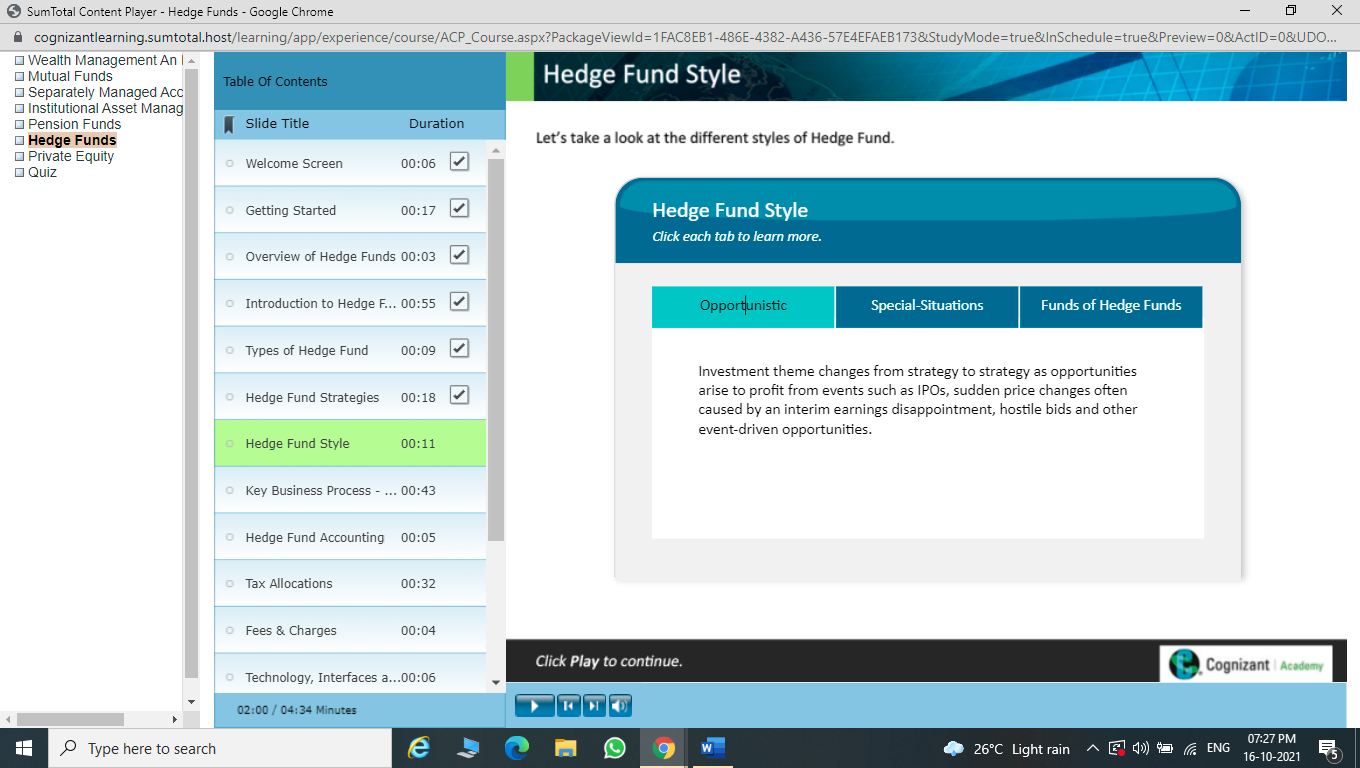 SumTotal Content Player - Hedge Funds - Google Chrome
cognizantlearning.sumtotal.host/learning/app/experience/course/ACP_Course.aspx?PackageViewId=1FAC8EB1-486E-4382-A436-57E4EFAEB173&StudyMode=true&InSchedule=true&Preview=0&ActID=0&UDO...
Wealth Management An
Mutual Funds
Separately Managed Acc
Institutional Asset Manag
Pension Funds
Hedge Funds
Private Equity
Quiz
Table Of Contents
Slide Title Duration
Welcome Screen 00:06
Getting Started 00:17
Overview of Hedge Funds 00:03
Introduction to Hedge F... 00:55
Types of Hedge Fund 00:09
Hedge Fund Strategies 00:18
Hedge Fund Style 00:11
Key Business Process - ... 00:43
Hedge Fund Accounting 00:05
Tax Allocations 00:32
Fees & Charges 00:04
Technology, Interfaces a... 00:06
02:00 / 04:34 Minutes
Hedge Fund Style
Let's take a look at the different styles of Hedge Fund.
Hedge Fund Style
Click each tab to learn more.
Opportunistic Special-Situations Funds of Hedge Funds
Investment theme changes from strategy to strategy as opportunities
arise to profit from events such as IPOs, sudden price changes often
caused by an interim earnings disappointment, hostile bids and other
event-driven opportunities.
Click Play to continue.
Cognizant | Academy
Type here to search
26°C Light rain
ENG
07:27 PM
16-10-2021
5